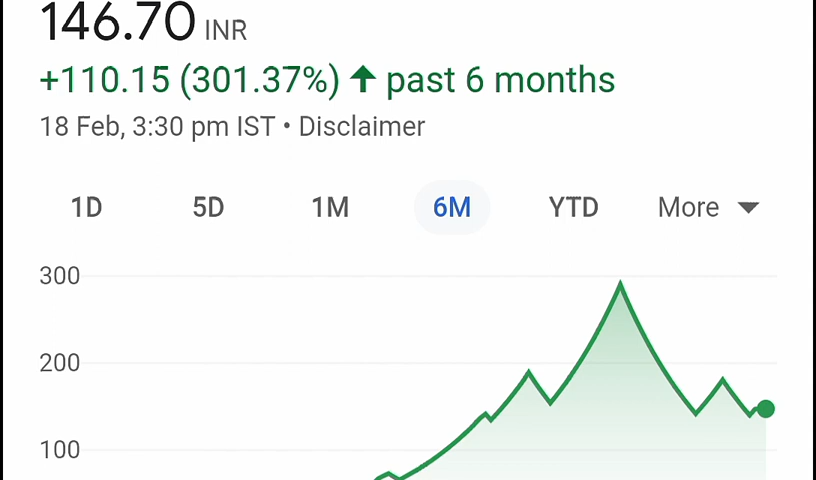 146.70 INR
+110.15 (301.37%) ↑ past 6 months
18 Feb, 3:30 pm IST • Disclaimer
1D 5D 1M 6M YTD More
300
200
100